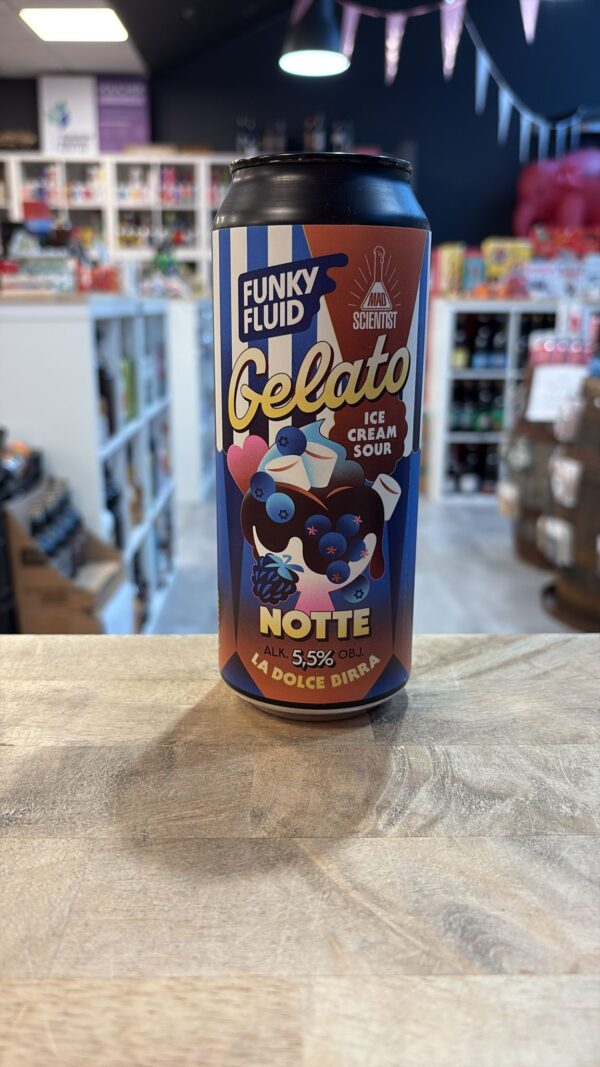 FUNKY
FLUID
MAD
SCIENTIST
Gelato
ICE
CREAM
SOUR
NOTTE
ALK. 5,5% OBJ.
LA DOLCE BIRRA